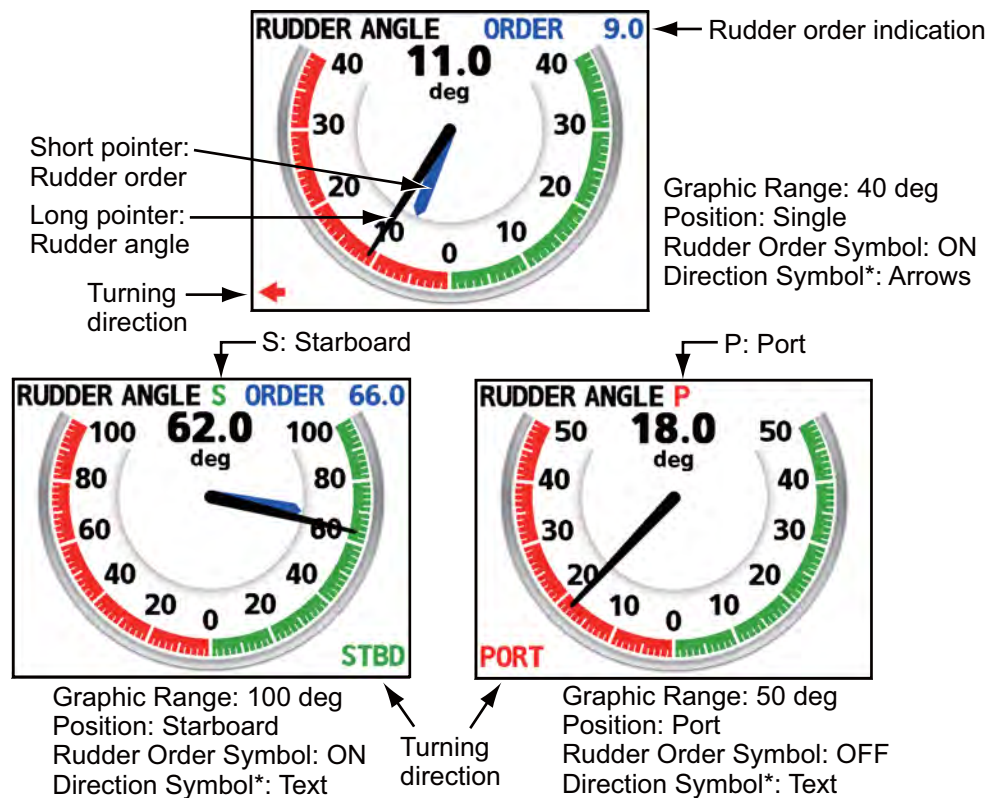 RUDDER ANGLE ORDER 9.0
Rudder order indication
11.0
deg
40 40
30 30
20 20
10 10
0
Short pointer:
Rudder order
Long pointer:
Rudder angle
Turning
direction
Graphic Range: 40 deg
Position: Single
Rudder Order Symbol: ON
Direction Symbol*: Arrows
S: Starboard
RUDDER ANGLE S ORDER 66.0
62.0
deg
100 100
80 80
60 60
40 40
20 20
0
STBD
Graphic Range: 100 deg
Position: Starboard
Rudder Order Symbol: ON
Direction Symbol*: Text
Turning
direction
P: Port
RUDDER ANGLE P
18.0
deg
50 50
40 40
30 30
20 20
10 10
0
PORT
Graphic Range: 50 deg
Position: Port
Rudder Order Symbol: OFF
Direction Symbol*: Text